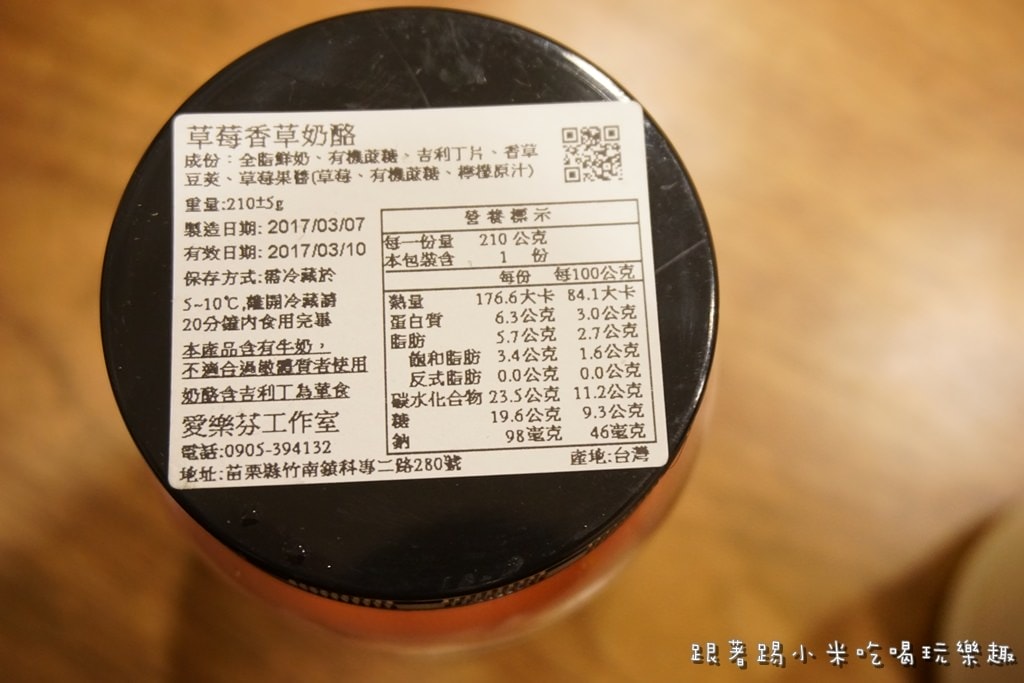 草莓香草奶酪
成份：全脂鮮奶、有機蔗糖、吉利丁片、香草
豆莢、草莓果醬(草莓、有機蔗糖、檸檬原汁)
重量:210±5g
製造日期: 2017/03/07
有效日期: 2017/03/10
保存方式:需冷藏於
5~10℃,離開冷藏請
20分鐘內食用完畢
本產品含有牛奶，
不適合過敏體質者使用
奶酪含吉利丁為葷食
愛樂芬工作室
電話:0905-394132
地址:苗栗縣竹南鎮科專二路280號
營養標示
每一份量 210 公克
本包裝含 1 份
每份 每100公克
熱量 176.6大卡 84.1大卡
蛋白質 6.3公克 3.0公克
脂肪 5.7公克 2.7公克
飽和脂肪 3.4公克 1.6公克
反式脂肪 0.0公克 0.0公克
碳水化合物 23.5公克 11.2公克
糖 19.6公克 9.3公克
鈉 98毫克 46毫克
產地:台灣
跟著踢小米吃喝玩樂趣